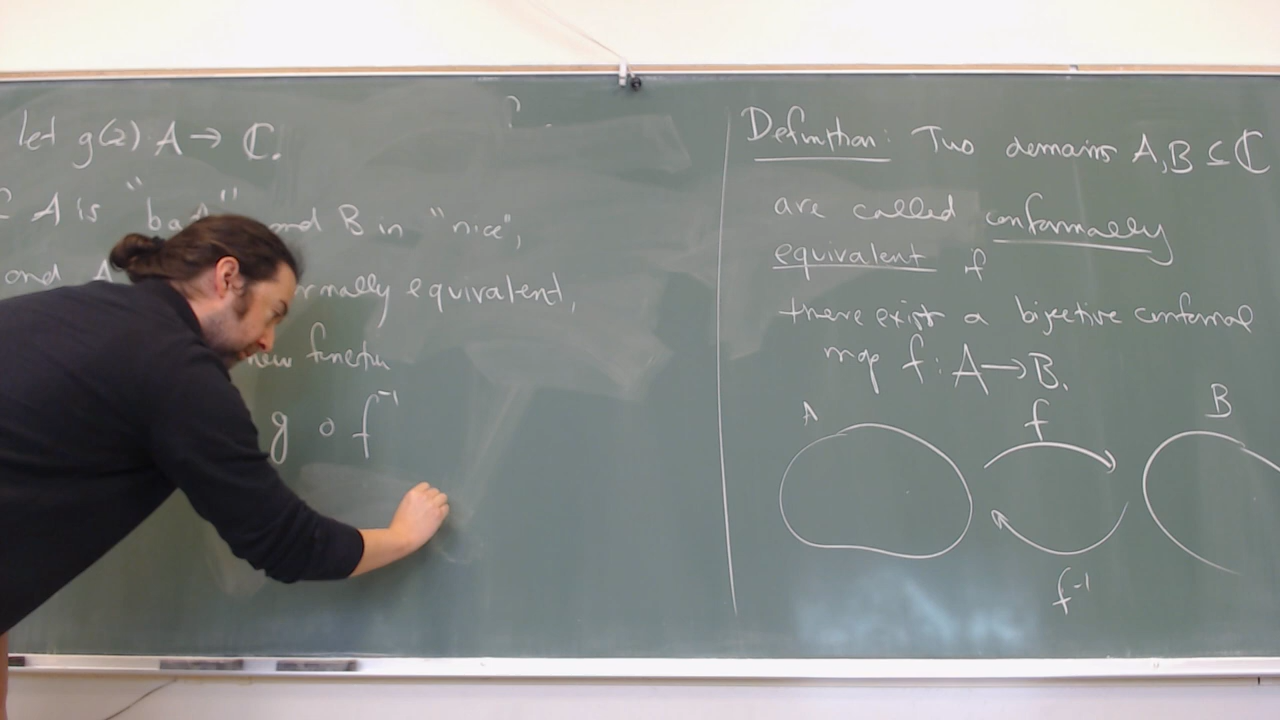 let g(z): A → ℂ.
A is "bad" and B in "nice",
and A rmally equivalent,
new function
g ∘ f⁻¹
Definition: Two domains A,B ⊆ ℂ
are called conformally
equivalent if
there exist a bijective conformal
map f: A → B.
A f B
f⁻¹